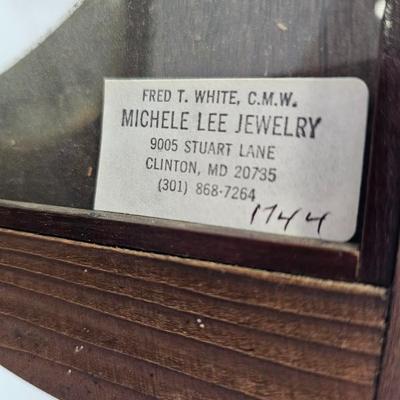 FRED T. WHITE, C.M.W.
MICHELE LEE JEWELRY
9005 STUART LANE
CLINTON, MD 20735
(301) 868-7264
1744